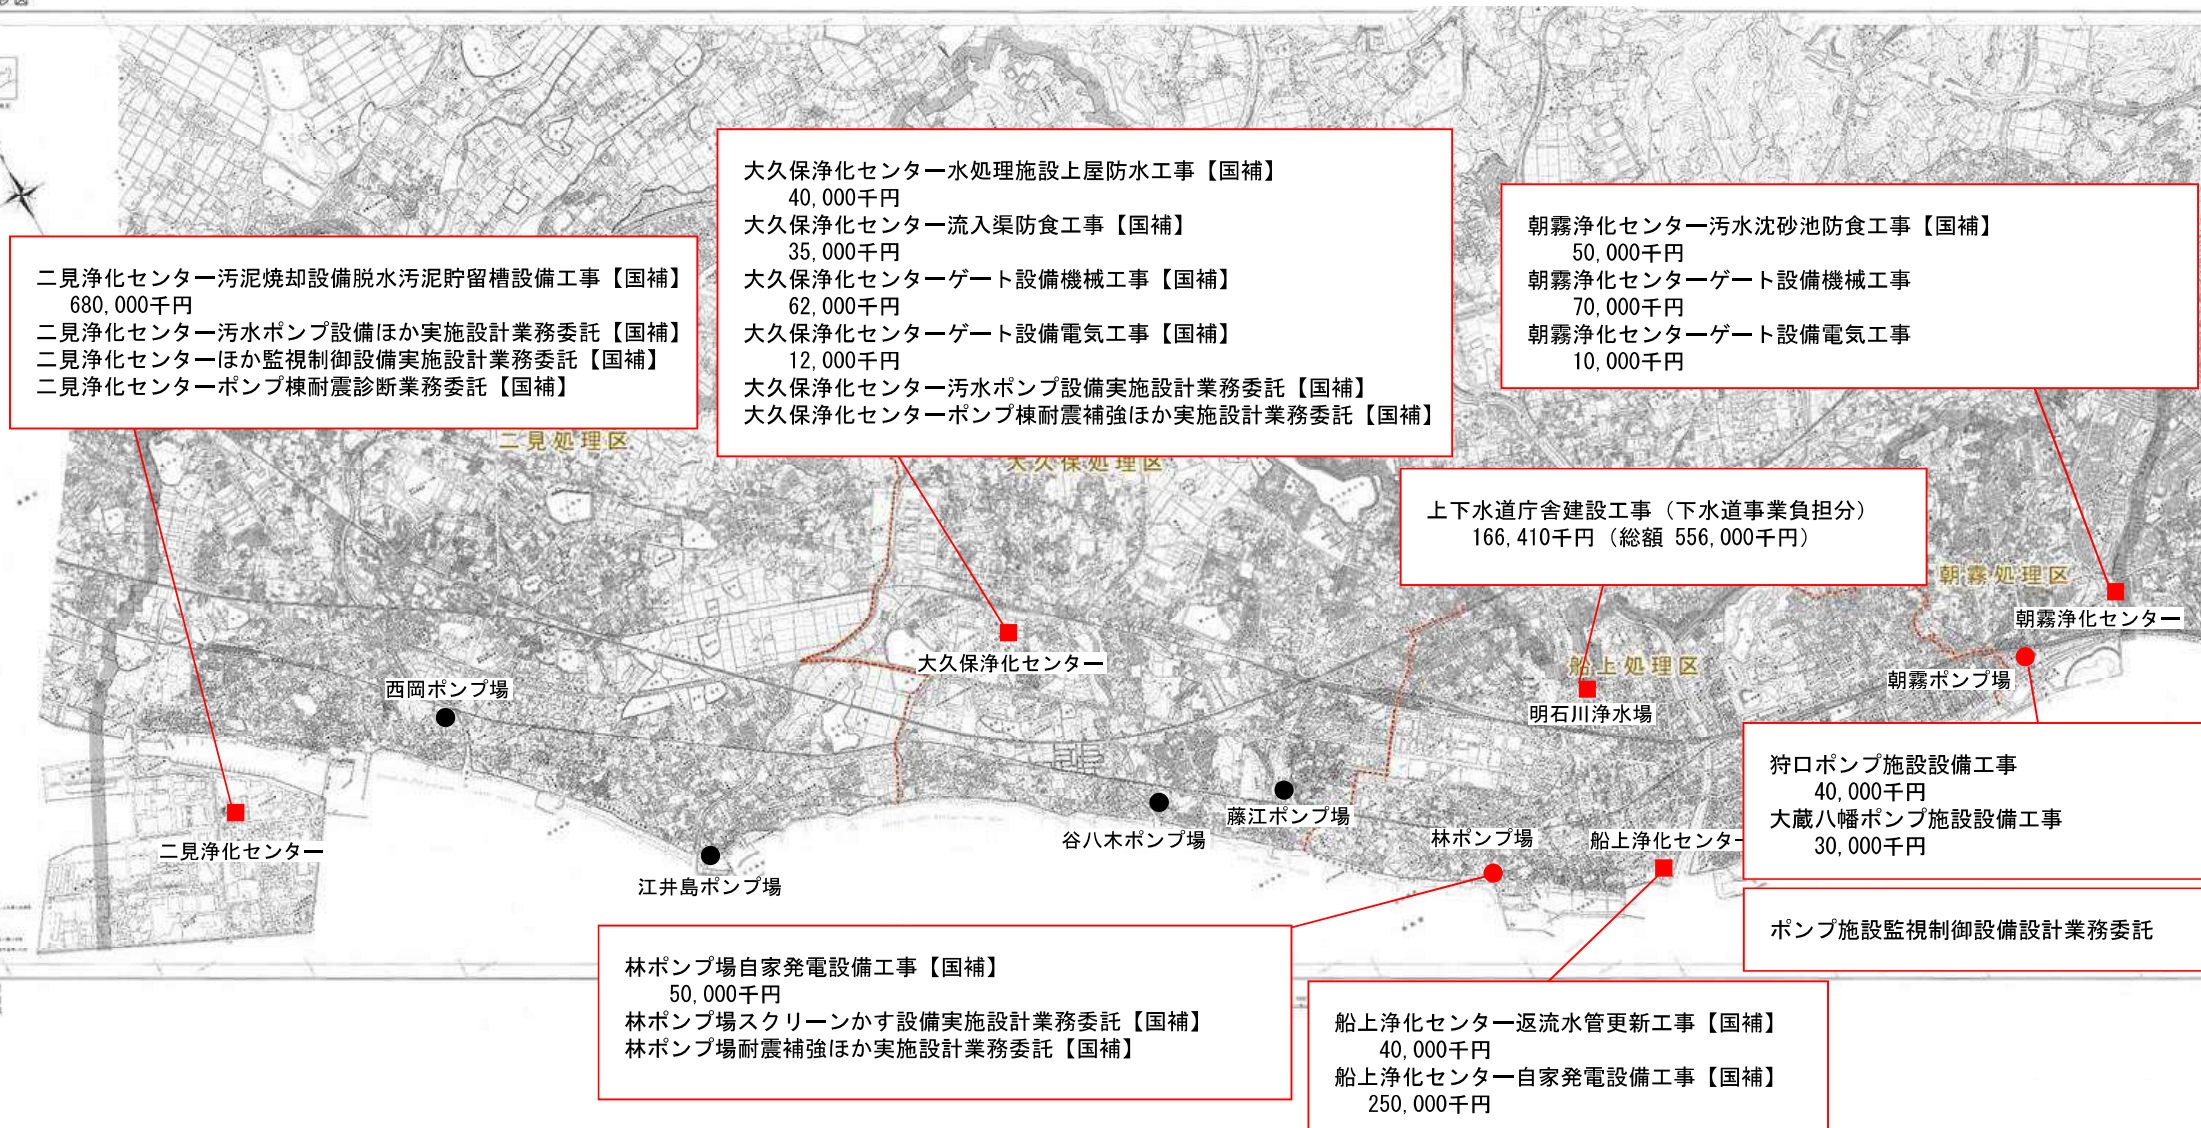 二見浄化センター汚泥焼却設備脱水汚泥貯留槽設備工事【国補】
680,000千円
二見浄化センター汚水ポンプ設備ほか実施設計業務委託【国補】
二見浄化センターほか監視制御設備実施設計業務委託【国補】
二見浄化センターポンプ棟耐震診断業務委託【国補】
大久保浄化センター水処理施設上屋防水工事【国補】
40,000千円
大久保浄化センター流入渠防食工事【国補】
35,000千円
大久保浄化センターゲート設備機械工事【国補】
62,000千円
大久保浄化センターゲート設備電気工事【国補】
12,000千円
大久保浄化センター汚水ポンプ設備実施設計業務委託【国補】
大久保浄化センターポンプ棟耐震補強ほか実施設計業務委託【国補】
朝霧浄化センター汚水沈砂池防食工事【国補】
50,000千円
朝霧浄化センターゲート設備機械工事
70,000千円
朝霧浄化センターゲート設備電気工事
10,000千円
二見処理区
大久保処理区
上下水道庁舎建設工事（下水道事業負担分）
166,410千円（総額 556,000千円）
朝霧処理区
朝霧浄化センター
大久保浄化センター
船上処理区
朝霧ポンプ場
西岡ポンプ場
明石川浄水場
狩口ポンプ施設設備工事
40,000千円
大蔵八幡ポンプ施設設備工事
30,000千円
藤江ポンプ場
谷八木ポンプ場
林ポンプ場
船上浄化センター
二見浄化センター
江井島ポンプ場
ポンプ施設監視制御設備設計業務委託
林ポンプ場自家発電設備工事【国補】
50,000千円
林ポンプ場スクリーンかす設備実施設計業務委託【国補】
林ポンプ場耐震補強ほか実施設計業務委託【国補】
船上浄化センター返流水管更新工事【国補】
40,000千円
船上浄化センター自家発電設備工事【国補】
250,000千円